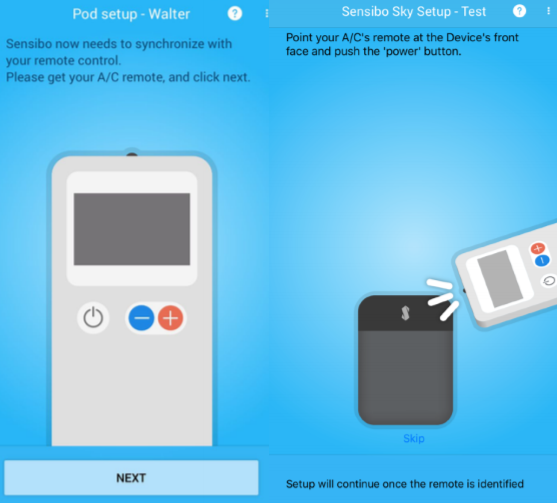 Pod setup - Walter
?
Sensibo now needs to synchronize with
your remote control.
Please get your A/C remote, and click next.
NEXT
Sensibo Sky Setup - Test
?
Point your A/C's remote at the Device's front
face and push the 'power' button.
Skip
Setup will continue once the remote is identified